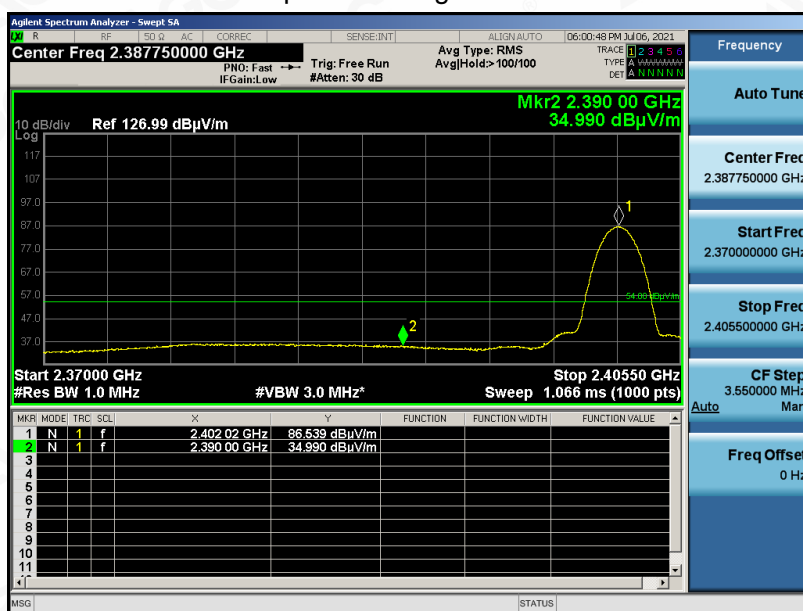 Agilent Spectrum Analyzer - Swept SA
LXI R RF 50 Ω AC CORREC SENSE:INT ALIGN AUTO 06:00:48 PM Jul 06, 2021
Center Freq 2.387750000 GHz
PNO: Fast
IFGain:Low
Trig: Free Run
#Atten: 30 dB
Avg Type: RMS
Avg|Hold:>100/100
TRACE 1 2 3 4 5 6
TYPE A WWWWW
DET A N N N N N
Mkr2 2.390 00 GHz
34.990 dBµV/m
10 dB/div Ref 126.99 dBµV/m
Log
117
107
97.0
87.0
77.0
67.0
57.0
47.0
37.0
1
54.00 dBµV/m
2
Start 2.37000 GHz Stop 2.40550 GHz
#Res BW 1.0 MHz #VBW 3.0 MHz* Sweep 1.066 ms (1000 pts)
MKR MODE TRC SCL X Y FUNCTION FUNCTION WIDTH FUNCTION VALUE
1 N 1 f 2.402 02 GHz 86.539 dBµV/m
2 N 1 f 2.390 00 GHz 34.990 dBµV/m
3
4
5
6
7
8
9
10
11
MSG STATUS
Frequency
Auto Tune
Center Freq
2.387750000 GHz
Start Freq
2.370000000 GHz
Stop Freq
2.405500000 GHz
CF Step
3.550000 MHz
Auto Man
Freq Offset
0 Hz